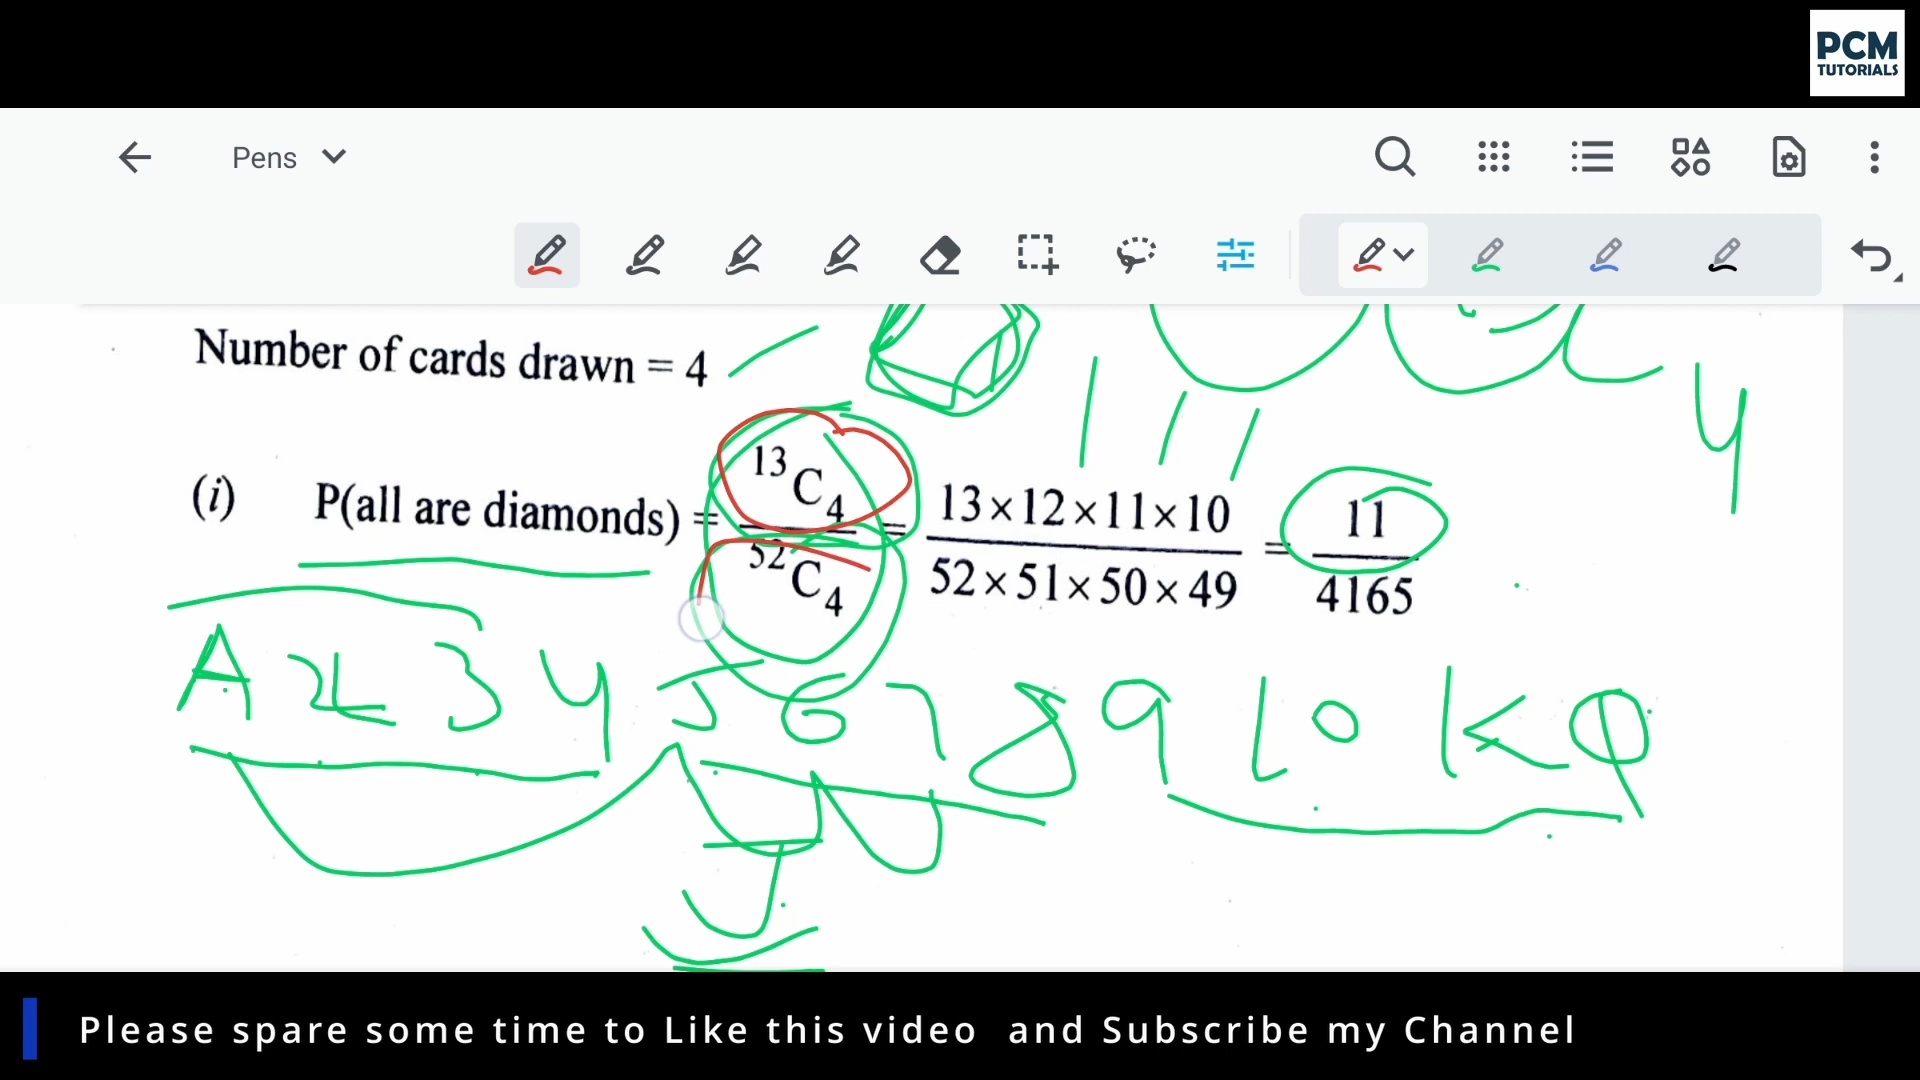 PCM
TUTORIALS
Pens
Number of cards drawn = 4
4
(i) P(all are diamonds) = ¹³C₄ / ⁵²C₄ = 13×12×11×10 / 52×51×50×49 = 11 / 4165
A 2 3 4 5 6 7 8 9 10 K Q
J
Please spare some time to Like this video and Subscribe my Channel